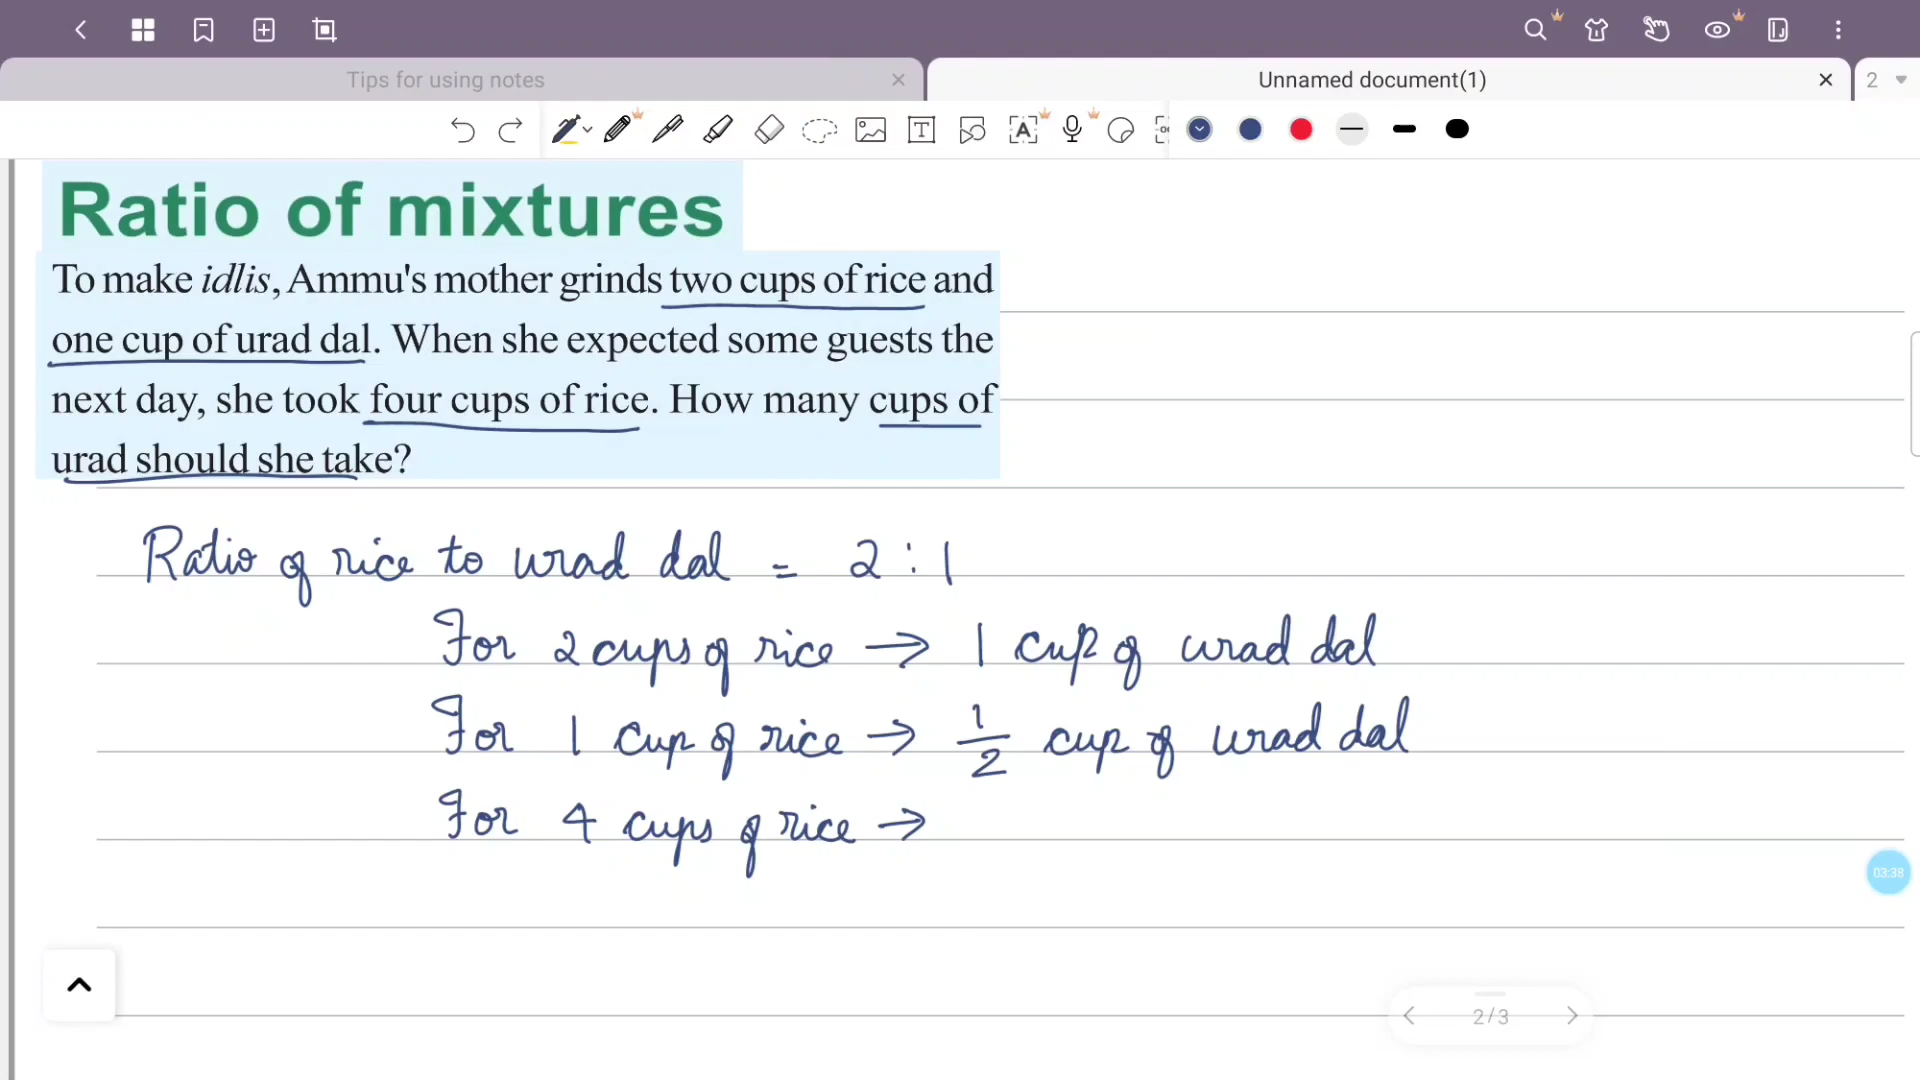 Tips for using notes
Unnamed document(1)
2
Ratio of mixtures
To make idlis, Ammu's mother grinds two cups of rice and
one cup of urad dal. When she expected some guests the
next day, she took four cups of rice. How many cups of
urad should she take?
Ratio of rice to urad dal = 2 : 1
For 2 cups of rice → 1 cup of urad dal
For 1 cup of rice → 1/2 cup of urad dal
For 4 cups of rice →
03:38
2/3